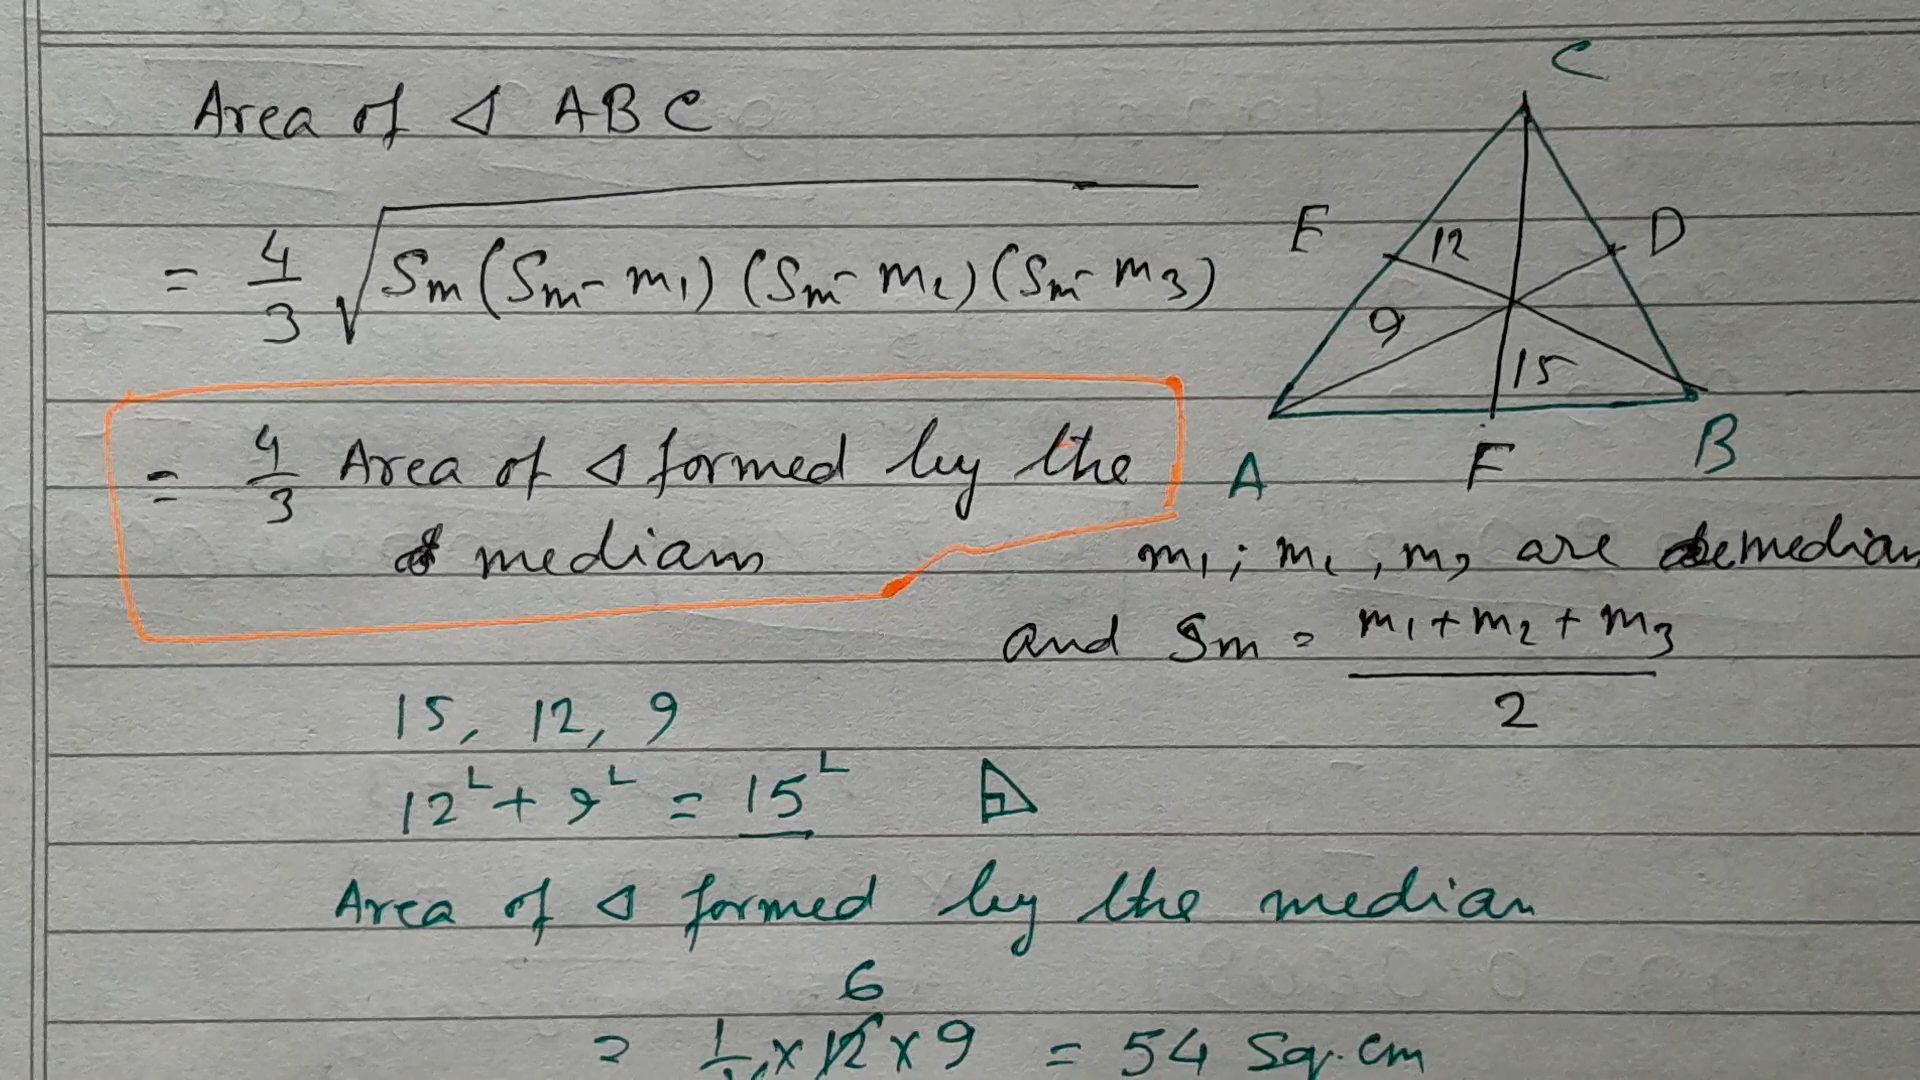 Area of △ ABC
= 4/3 √Sm(Sm-m1)(Sm-m2)(Sm-m3)
= 4/3 Area of △ formed by the
medians
C
E
12
D
9
15
A
F
B
m1; m2, m3 are median
and Sm = (m1+m2+m3)/2
15, 12, 9
12²+9² = 15²
Area of △ formed by the median
6
= 1/2 x 12 x 9 = 54 Sq.cm